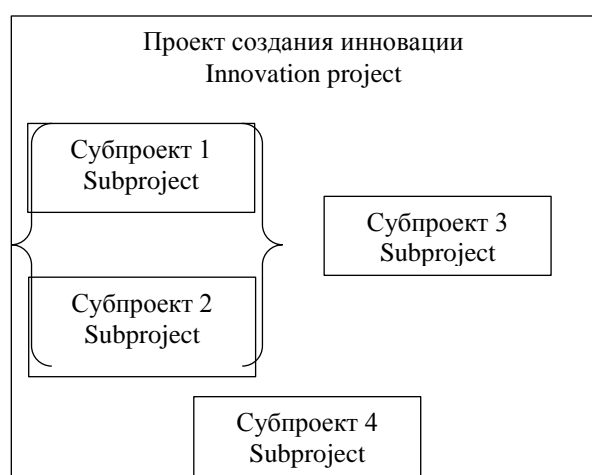 Проект создания инновации
Innovation project
Субпроект 1
Subproject
Субпроект 3
Subproject
Субпроект 2
Subproject
Субпроект 4
Subproject